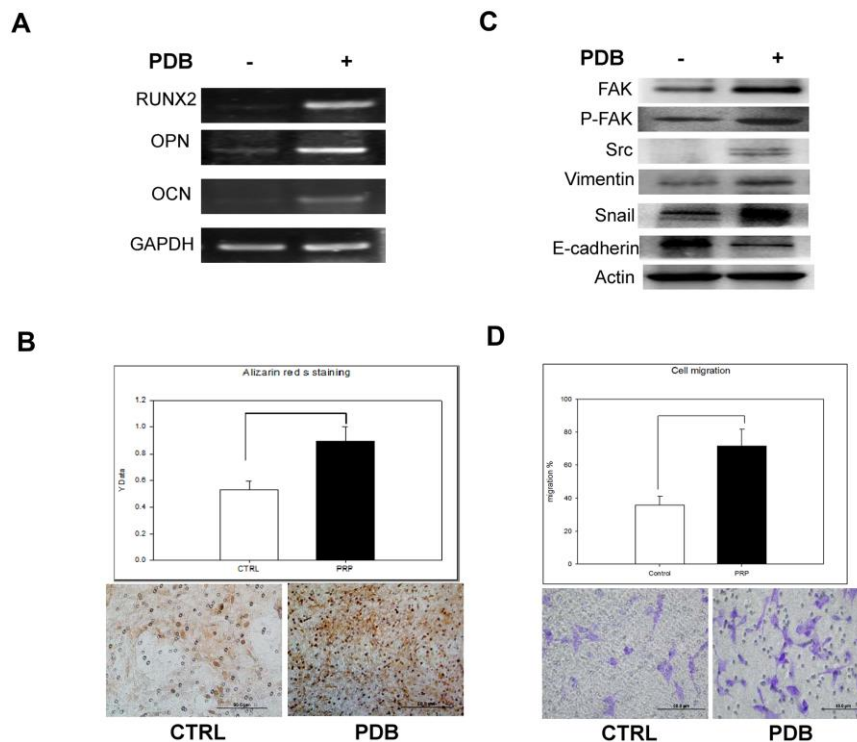 A
PDB - +
RUNX2
OPN
OCN
GAPDH
B
Alizarin red s staining
1.2
1.0
0.8
0.6
0.4
0.2
0.0
Y Data
CTRL PRP
CTRL PDB
C
PDB - +
FAK
P-FAK
Src
Vimentin
Snail
E-cadherin
Actin
D
Cell migration
100
80
60
40
20
0
migration %
Control PRP
CTRL PDB